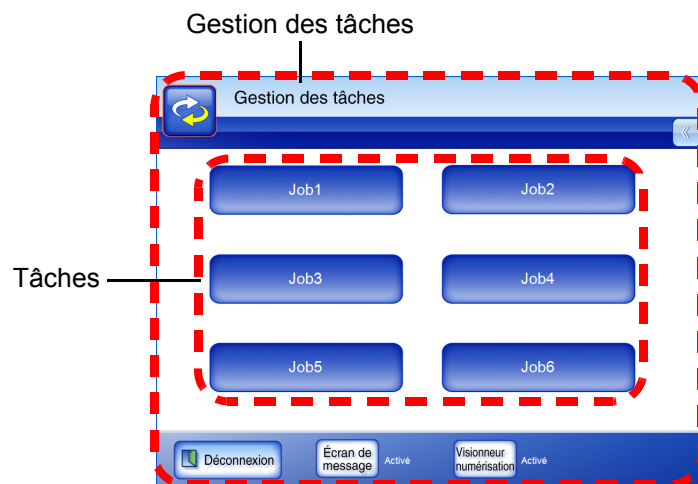 Gestion des tâches
Gestion des tâches
Job1
Job2
Tâches
Job3
Job4
Job5
Job6
Déconnexion
Écran de
message
Activé
Visionneur
numérisation
Activé